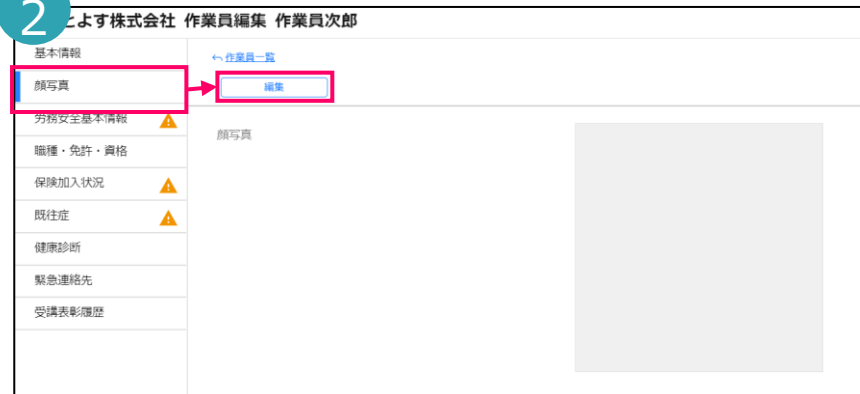 2
よす株式会社 作業員編集 作業員次郎
基本情報
作業員一覧
顔写真
編集
労務安全基本情報
顔写真
職種・免許・資格
保険加入状況
既往症
健康診断
緊急連絡先
受講表彰履歴